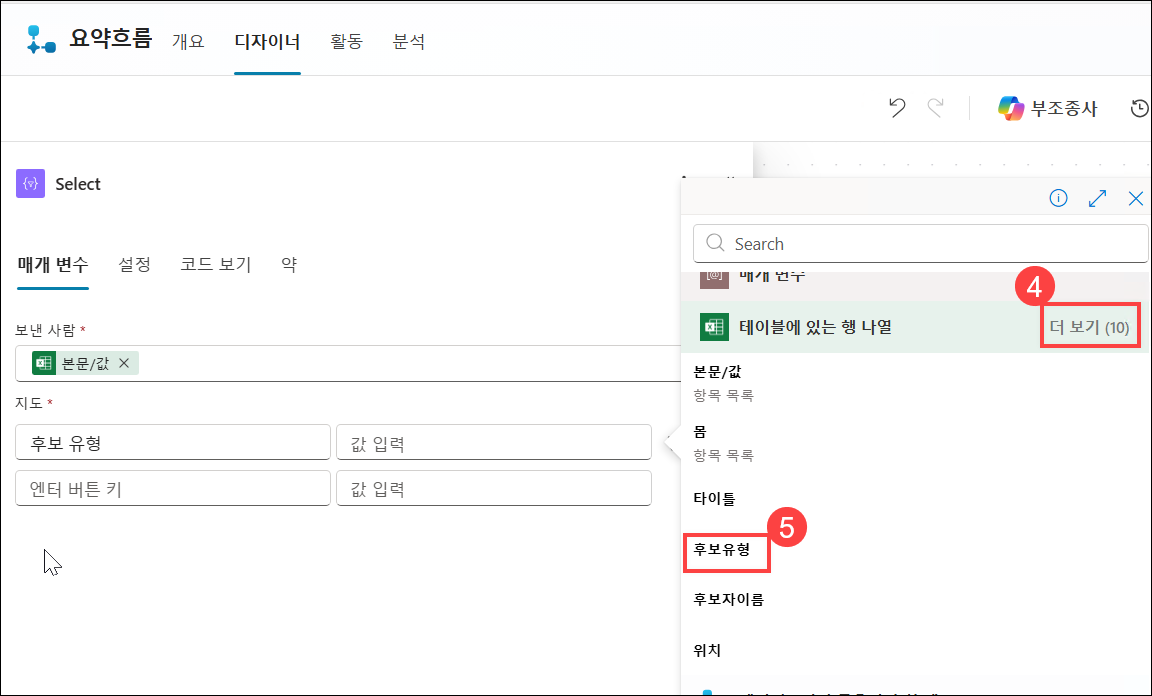 요약흐름 개요 디자이너 활동 분석
부조종사
Select
매개 변수 설정 코드 보기 약
보낸 사람 *
본문/값
지도 *
후보 유형 값 입력
엔터 버튼 키 값 입력
Search
매개 변수
4
테이블에 있는 행 나열 더 보기 (10)
본문/값
항목 목록
몸
항목 목록
타이틀
5
후보유형
후보자이름
위치